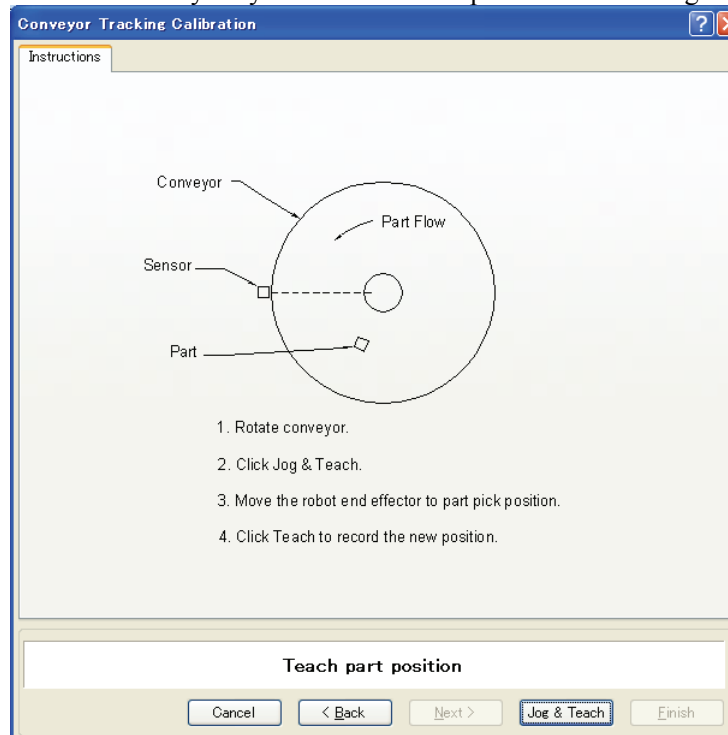 Conveyor Tracking Calibration
Instructions
Conveyor
Part Flow
Sensor
Part
1. Rotate conveyor.
2. Click Jog & Teach.
3. Move the robot end effector to part pick position.
4. Click Teach to record the new position.
Teach part position
Cancel < Back Next > Jog & Teach Finish